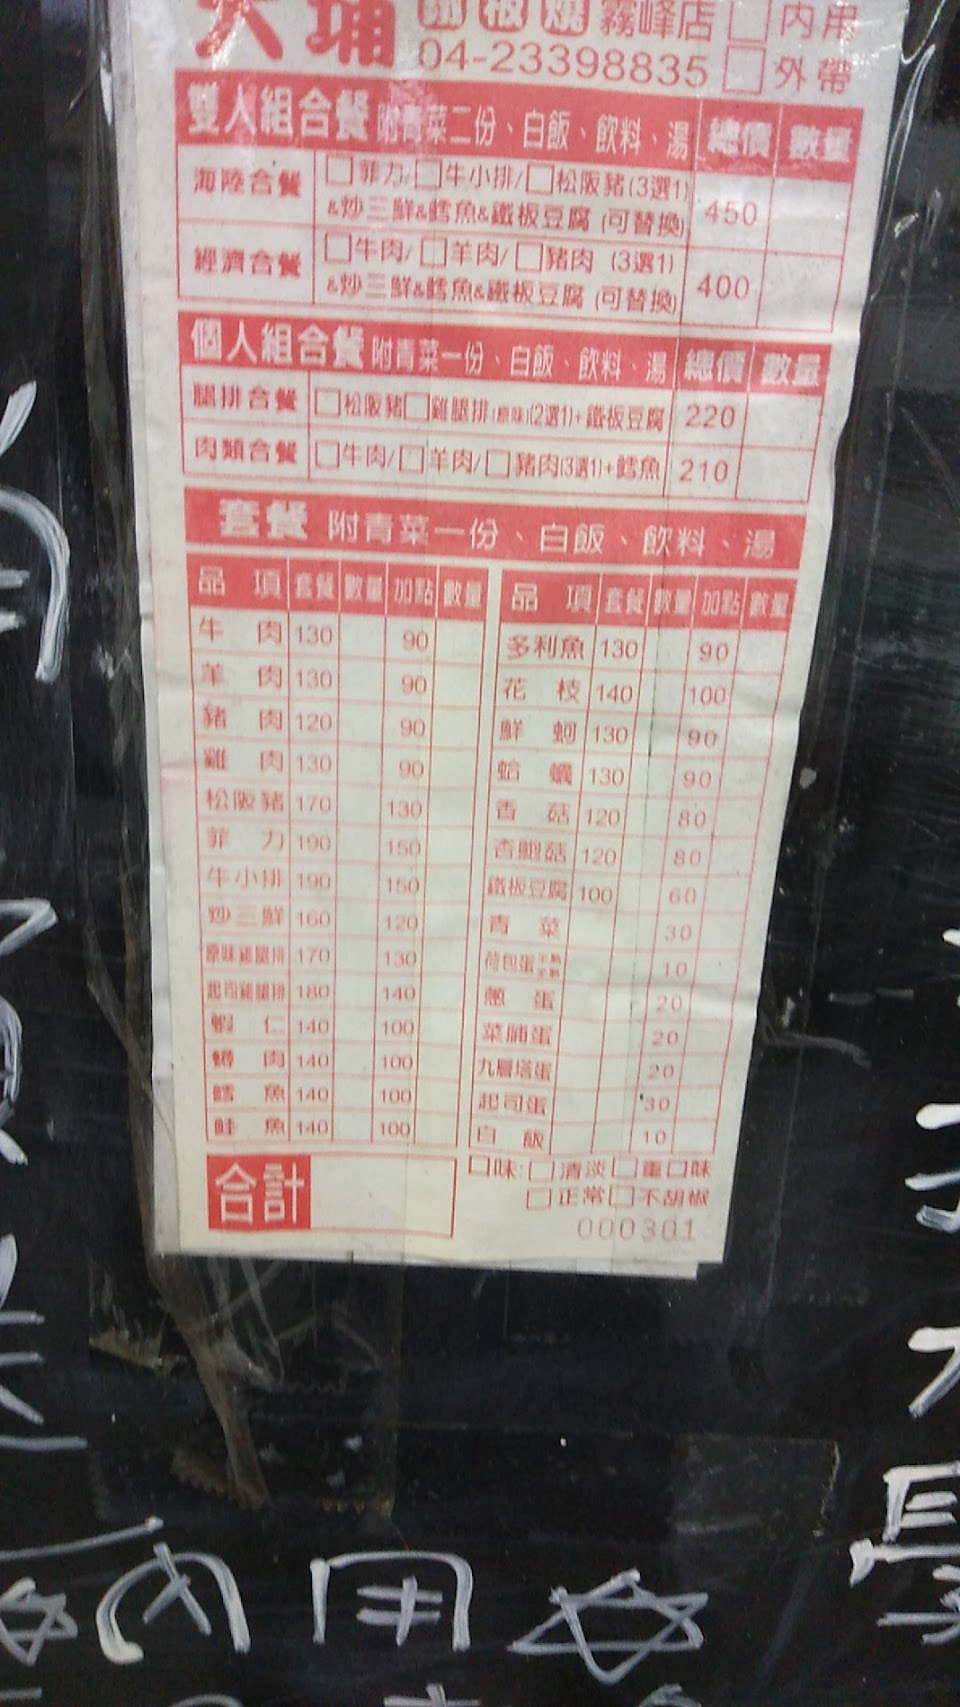 大埔 鐵板燒 霧峰店 □內用
04-23398835 □外帶
雙人組合餐 附青菜二份、白飯、飲料、湯 總價 數量
海陸合餐 □菲力/□牛小排/□松阪豬(3選1)
&炒三鮮&鱈魚&鐵板豆腐 (可替換) 450
經濟合餐 □牛肉/□羊肉/□豬肉 (3選1)
&炒三鮮&鱈魚&鐵板豆腐 (可替換) 400
個人組合餐 附青菜一份、白飯、飲料、湯 總價 數量
腿排合餐 □松阪豬□雞腿排(原味)(2選1)+鐵板豆腐 220
肉類合餐 □牛肉/□羊肉/□豬肉(3選1)+鱈魚 210
套餐 附青菜一份、白飯、飲料、湯
品項 套餐 數量 加點 數量
牛肉 130 90
羊肉 130 90
豬肉 120 90
雞肉 130 90
松阪豬 170 130
菲力 190 150
牛小排 190 150
炒三鮮 160 120
原味雞腿排 170 130
起司雞腿排 180 140
蝦仁 140 100
蟳肉 140 100
鱈魚 140 100
鮭魚 140 100
品項 套餐 數量 加點 數量
多利魚 130 90
花枝 140 100
鮮蚵 130 90
蛤蠣 130 90
香菇 120 80
杏鮑菇 120 80
鐵板豆腐 100 60
青菜 30
荷包蛋 10
蔥蛋 20
菜脯蛋 20
九層塔蛋 20
起司蛋 30
白飯 10
合計
口味: □清淡□重口味
□正常□不胡椒
000301
內用